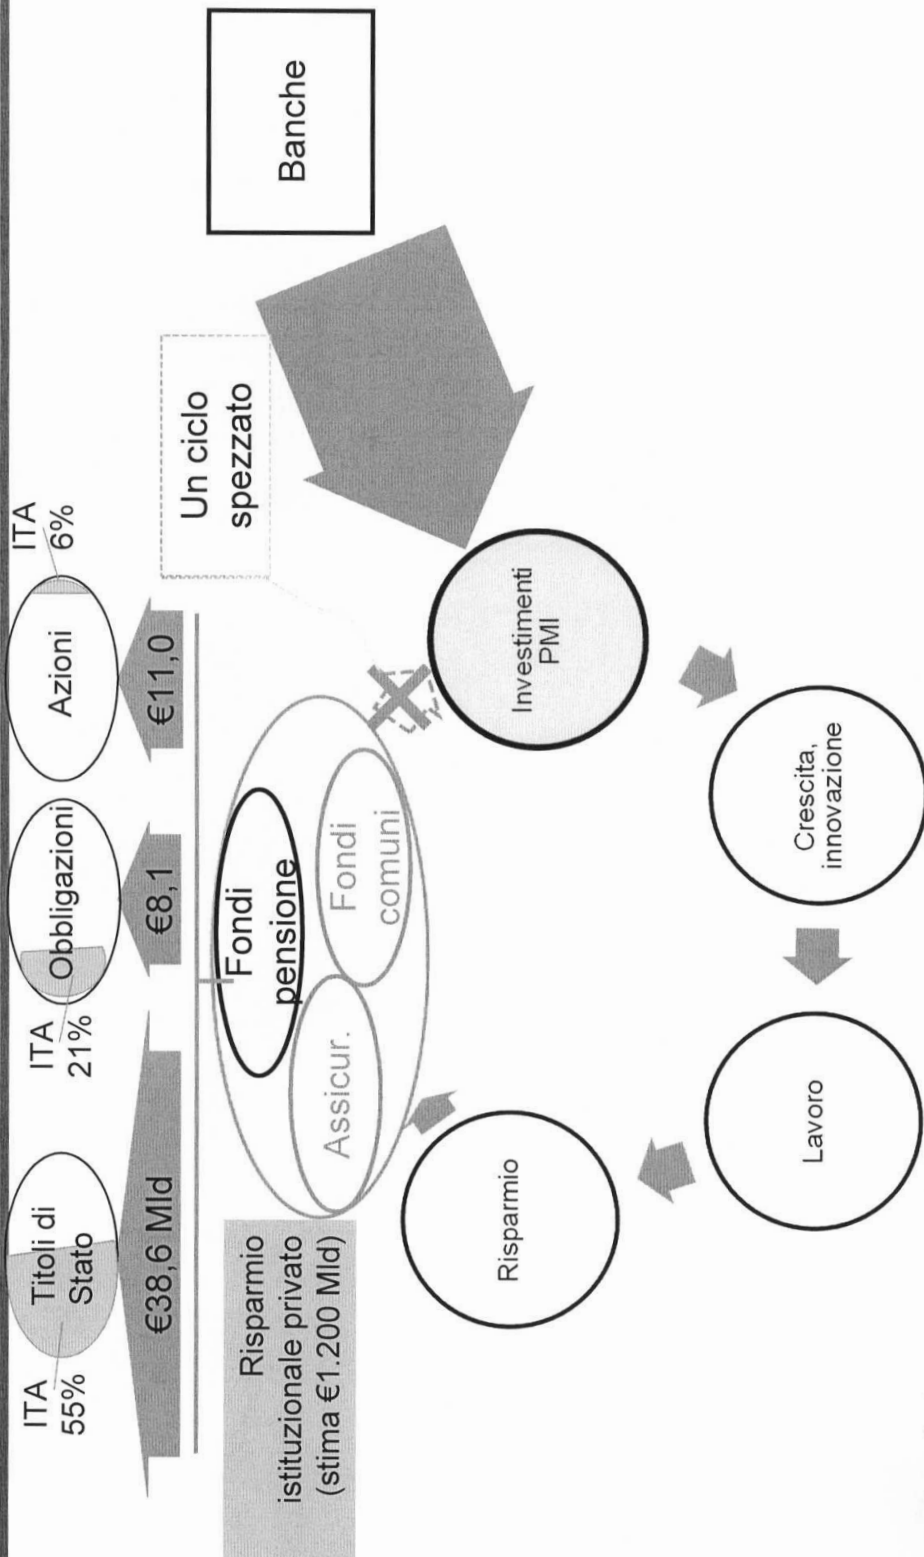 ITA
55%
Titoli di
Stato
€38,6 Mld
ITA
21%
Obbligazioni
€8,1
Azioni
€11,0
ITA
6%
Risparmio
istituzionale privato
(stima €1.200 Mld)
Fondi
pensione
Assicur.
Fondi
comuni
Un ciclo
spezzato
Banche
Investimenti
PMI
Risparmio
Lavoro
Crescita,
innovazione